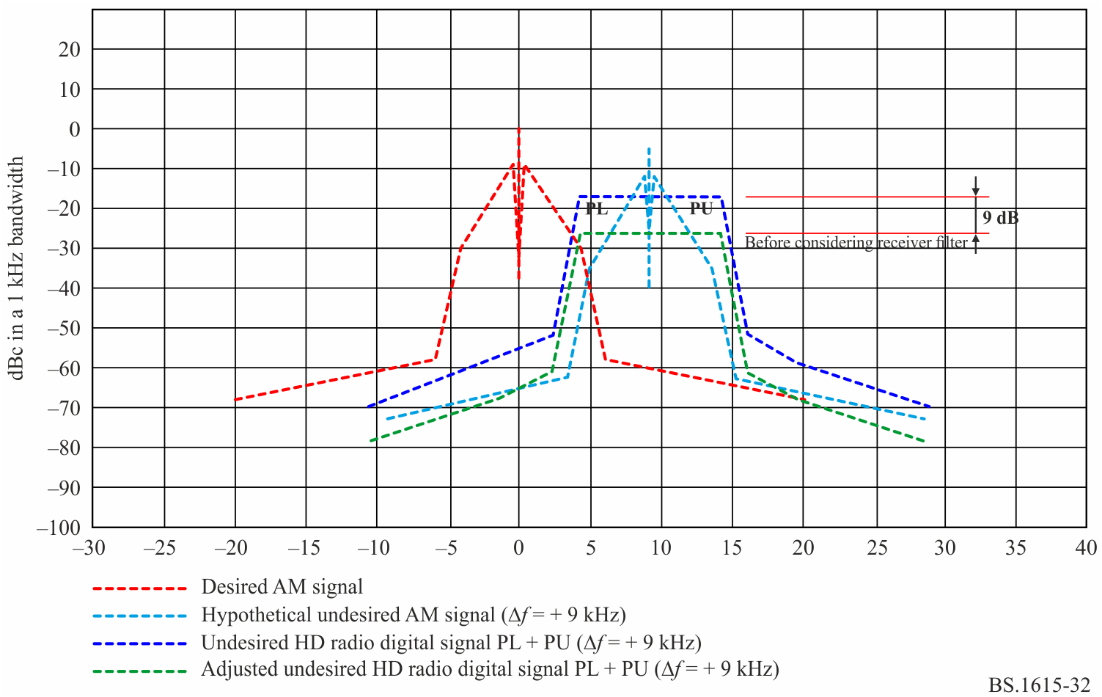 20
10
0
–10
–20
–30
–40
–50
–60
–70
–80
–90
–100
dBc in a 1 kHz bandwidth
PL
PU
9 dB
Before considering receiver filter
–30 –25 –20 –15 –10 –5 0 5 10 15 20 25 30 35 40
Desired AM signal
Hypothetical undesired AM signal (Δf = + 9 kHz)
Undesired HD radio digital signal PL + PU (Δf = + 9 kHz)
Adjusted undesired HD radio digital signal PL + PU (Δf = + 9 kHz)
BS.1615-32